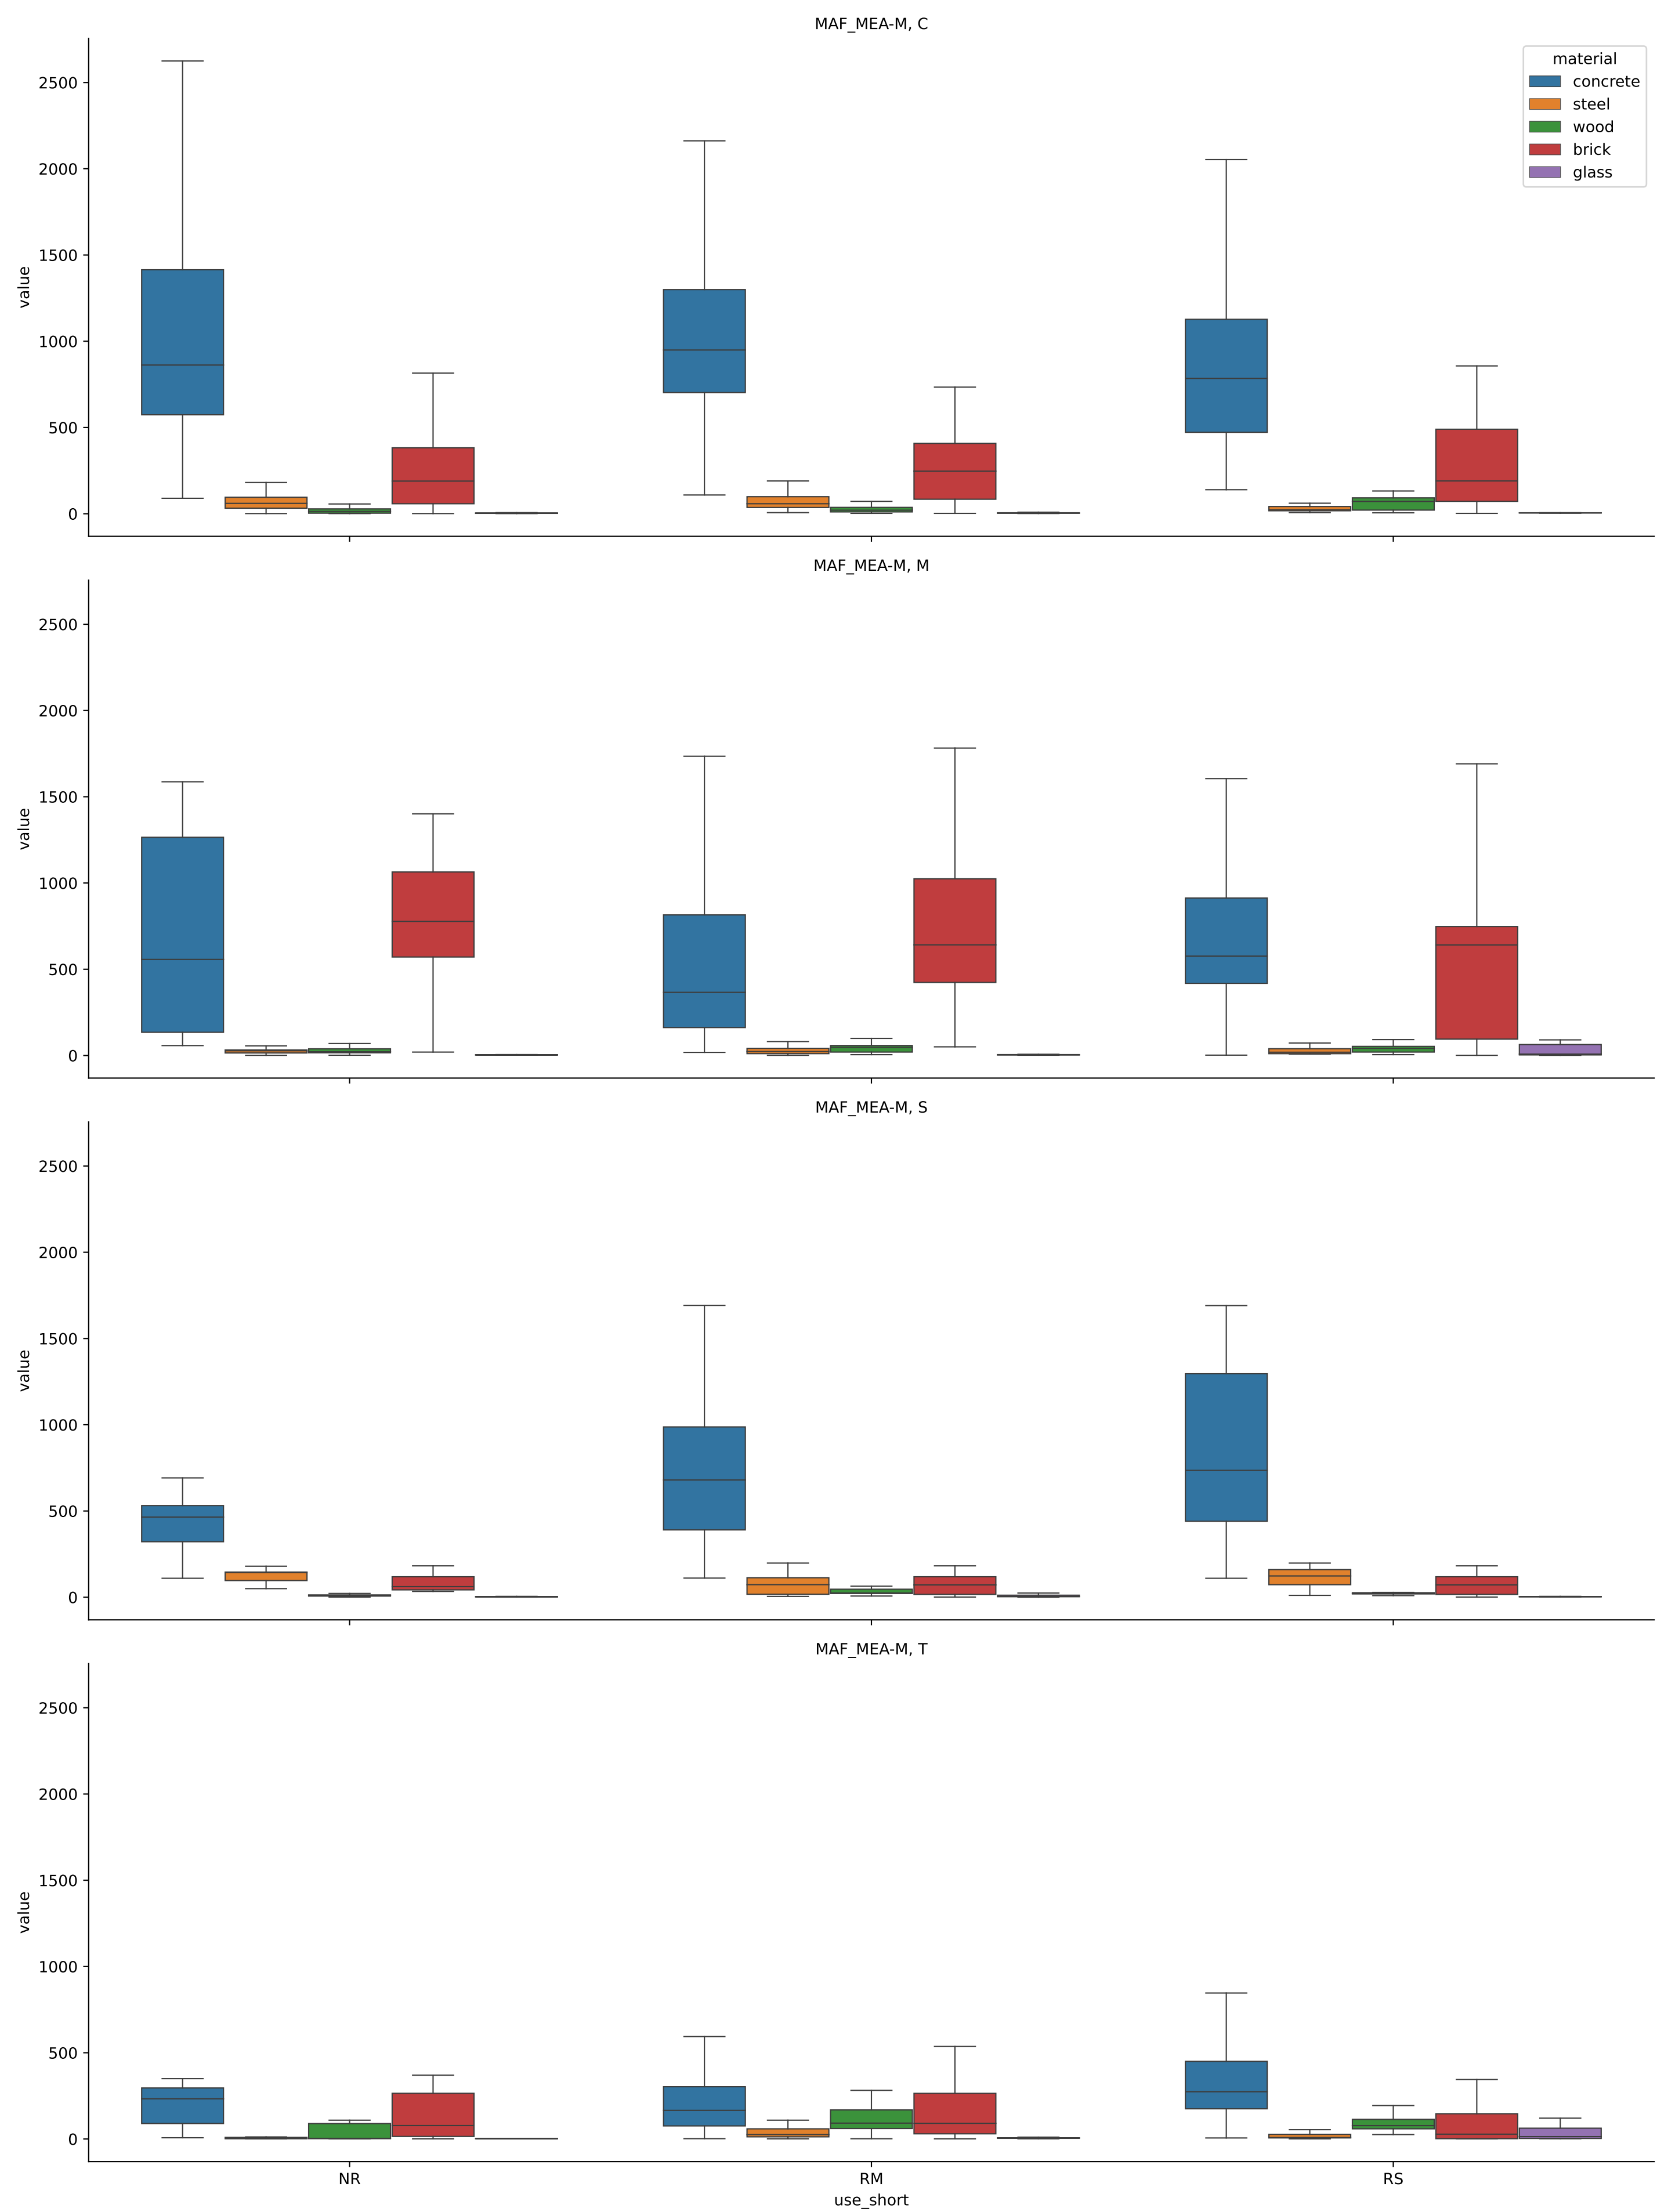 MAF_MEA-M, C
material
concrete
steel
wood
brick
glass
value
2500
2000
1500
1000
500
0
MAF_MEA-M, M
value
2500
2000
1500
1000
500
0
MAF_MEA-M, S
value
2500
2000
1500
1000
500
0
MAF_MEA-M, T
value
2500
2000
1500
1000
500
0
NR RM RS
use_short